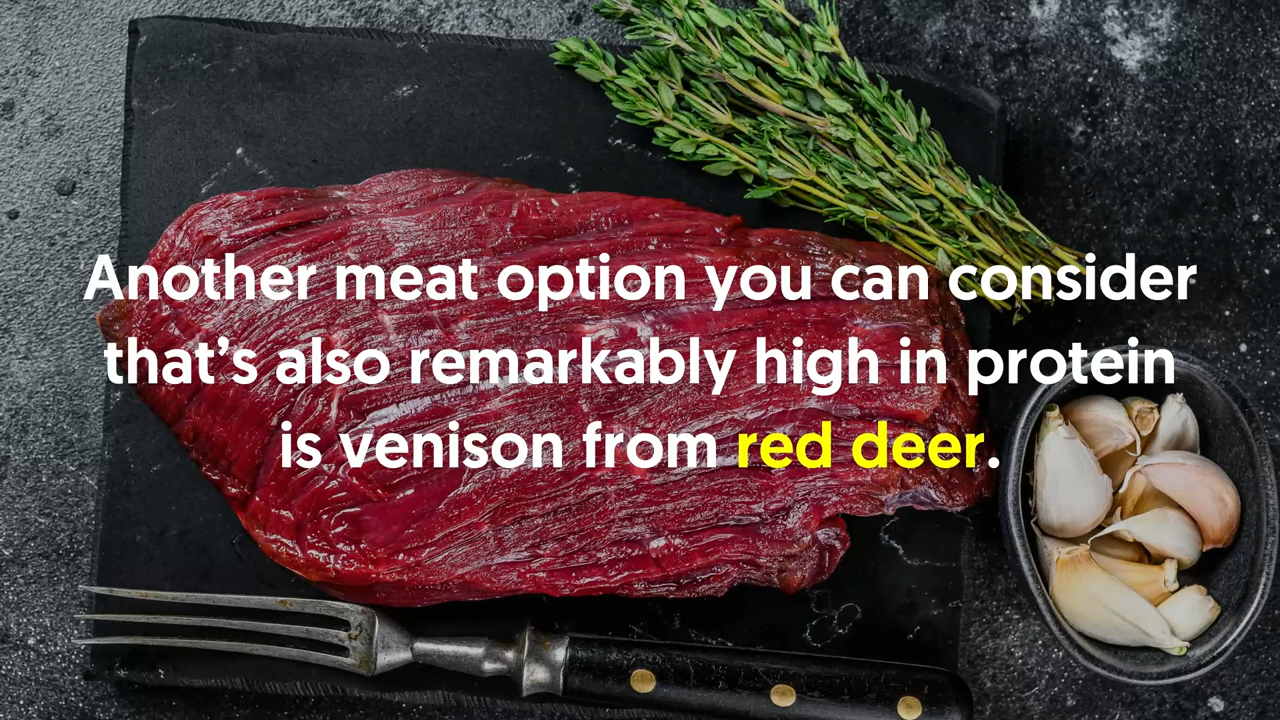 Another meat option you can consider
that’s also remarkably high in protein
is venison from red deer.